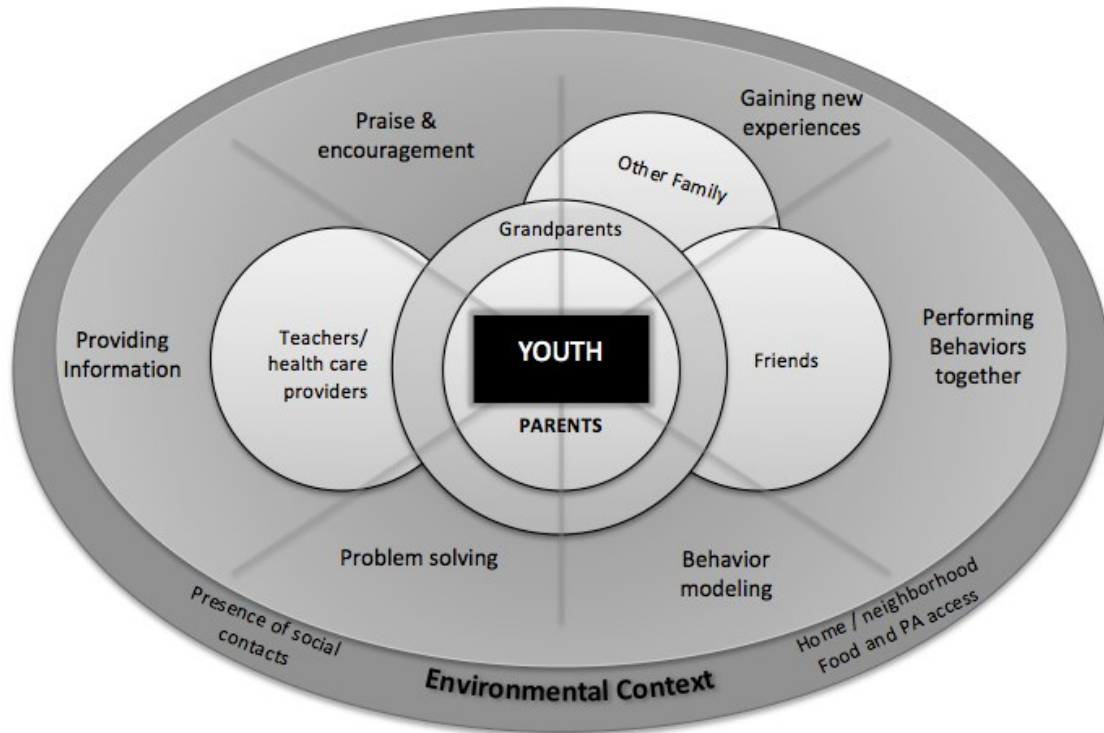 Praise &
encouragement
Gaining new
experiences
Other Family
Grandparents
Providing
Information
Teachers/
health care
providers
YOUTH
PARENTS
Friends
Performing
Behaviors
together
Problem solving
Behavior
modeling
Presence of social
contacts
Environmental Context
Home / neighborhood
Food and PA access